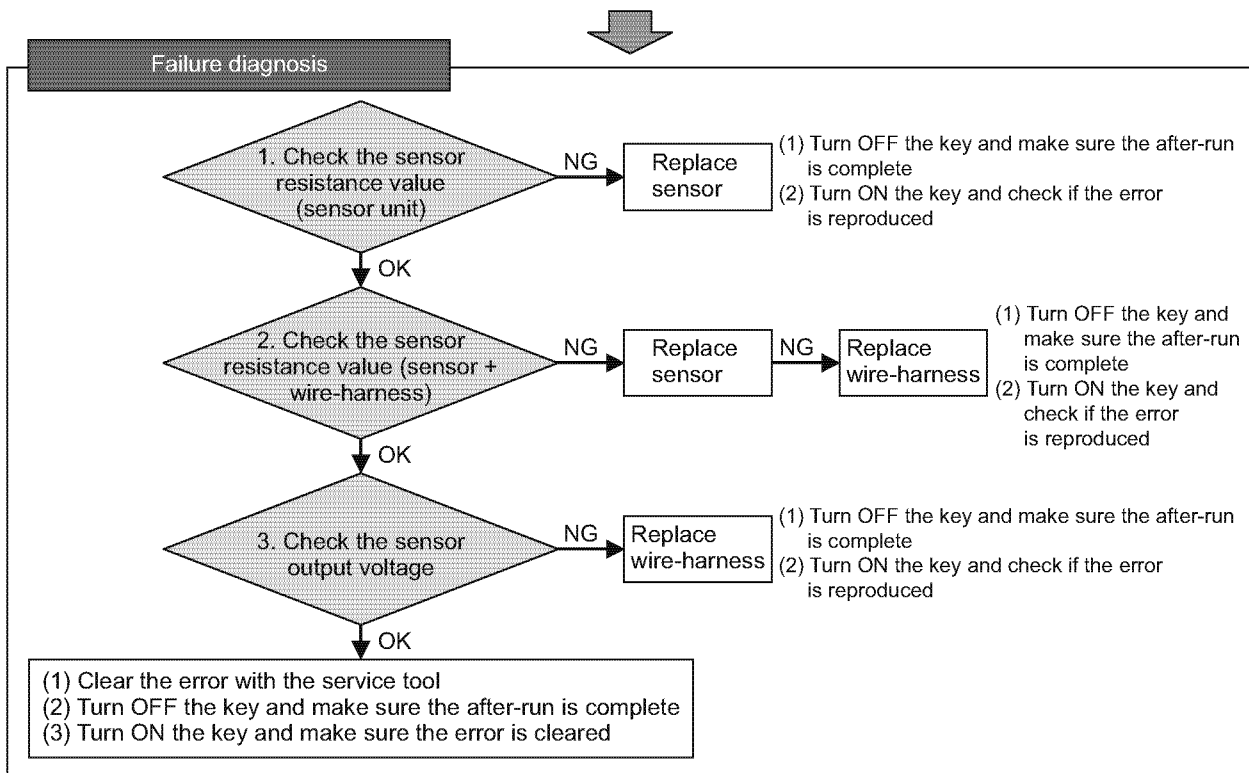 Failure diagnosis
1. Check the sensor
resistance value
(sensor unit)
NG
Replace
sensor
(1) Turn OFF the key and make sure the after-run
is complete
(2) Turn ON the key and check if the error
is reproduced
OK
2. Check the sensor
resistance value (sensor +
wire-harness)
NG
Replace
sensor
NG
Replace
wire-harness
(1) Turn OFF the key and
make sure the after-run
is complete
(2) Turn ON the key and
check if the error
is reproduced
OK
3. Check the sensor
output voltage
NG
Replace
wire-harness
(1) Turn OFF the key and make sure the after-run
is complete
(2) Turn ON the key and check if the error
is reproduced
OK
(1) Clear the error with the service tool
(2) Turn OFF the key and make sure the after-run is complete
(3) Turn ON the key and make sure the error is cleared